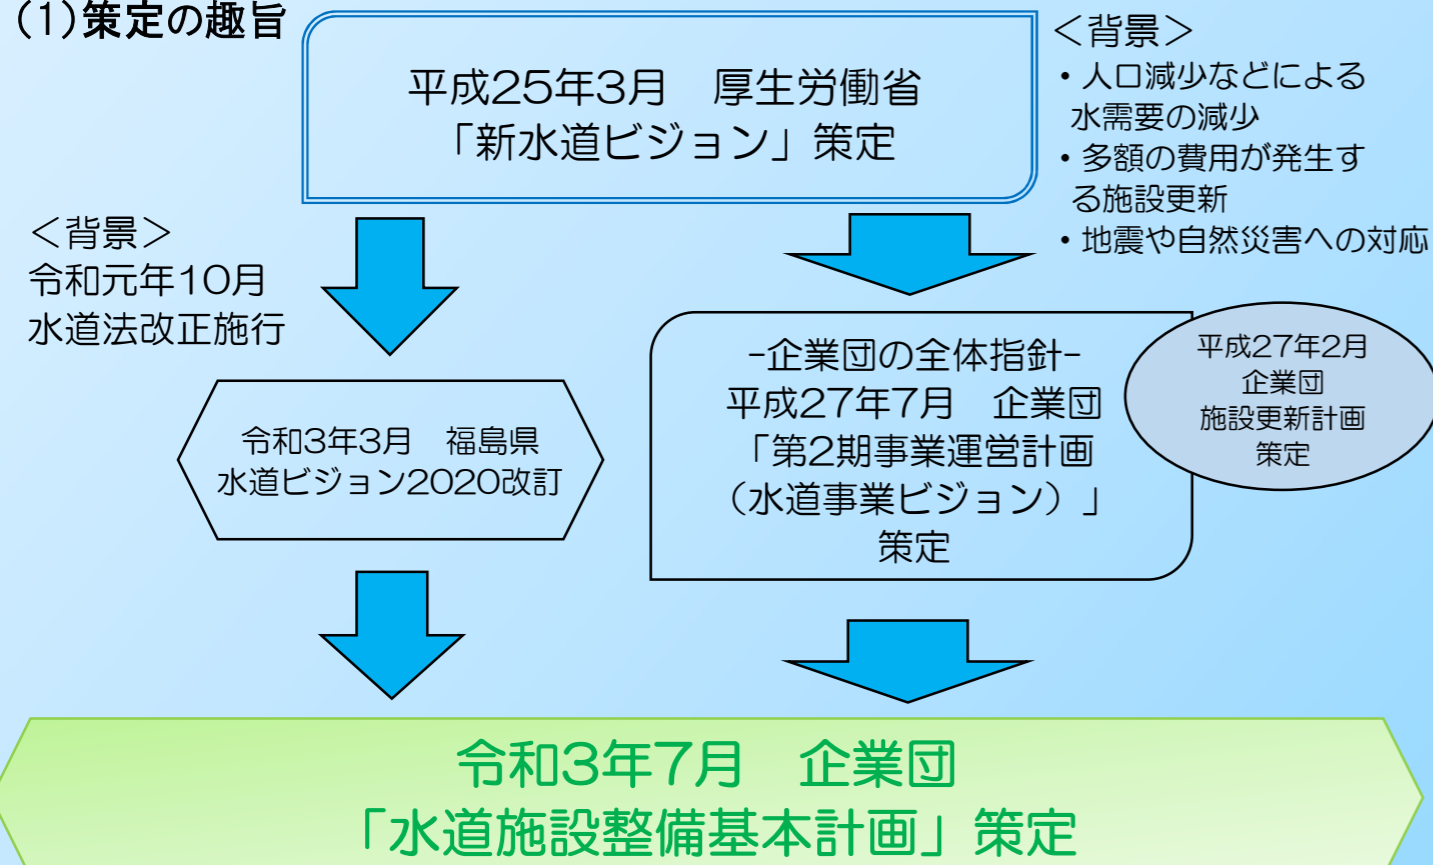 (1)策定の趣旨
平成25年3月　厚生労働省
「新水道ビジョン」策定
＜背景＞
・人口減少などによる
水需要の減少
・多額の費用が発生す
る施設更新
・地震や自然災害への対応
＜背景＞
令和元年10月
水道法改正施行
令和3年3月　福島県
水道ビジョン2020改訂
-企業団の全体指針-
平成27年7月　企業団
「第2期事業運営計画
（水道事業ビジョン）」
策定
平成27年2月
企業団
施設更新計画
策定
令和3年7月　企業団
「水道施設整備基本計画」策定